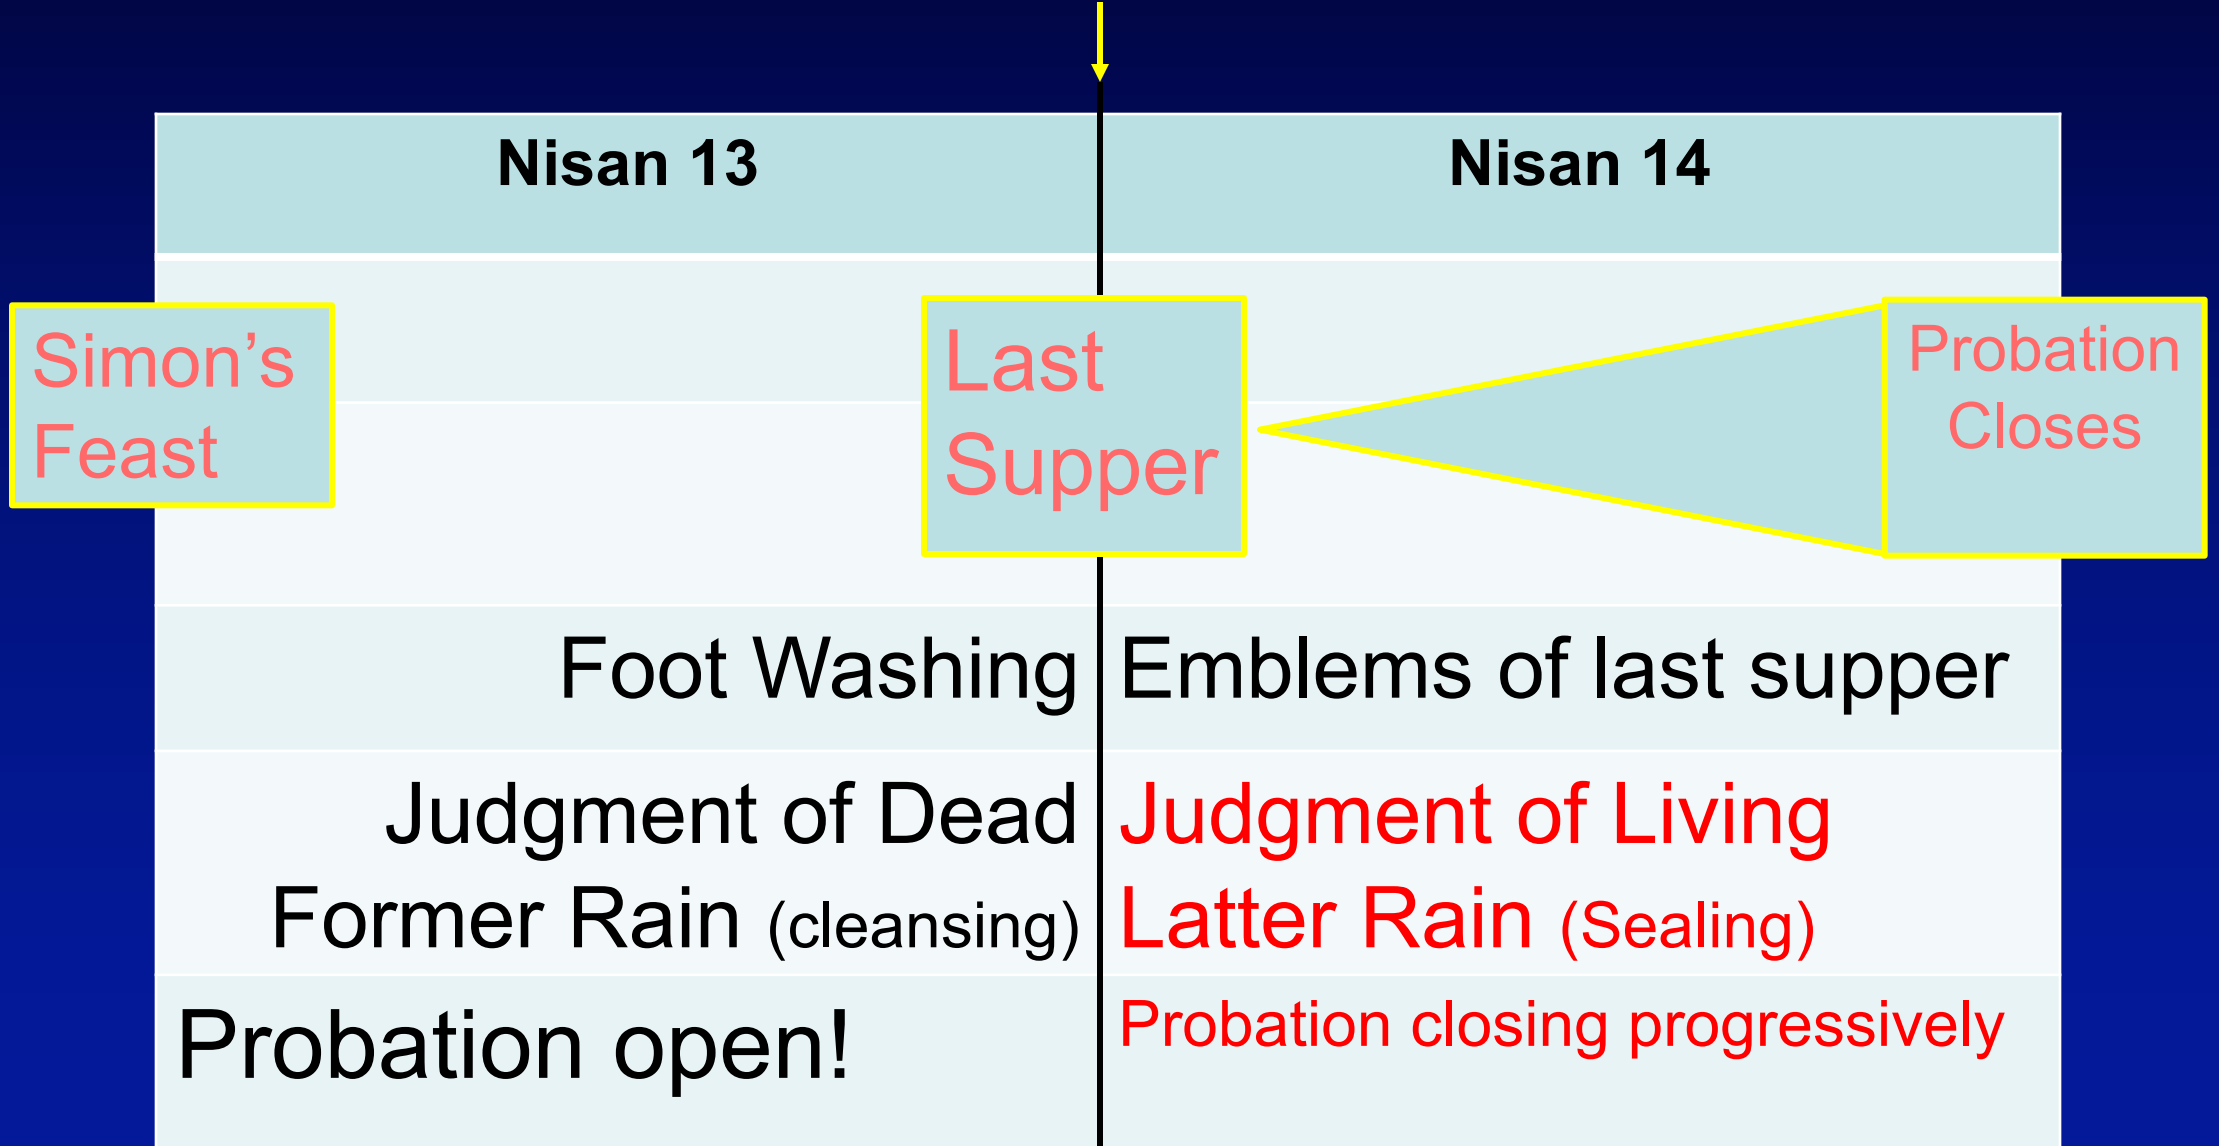 Nisan 13
Nisan 14
Simon’s
Feast
Last
Supper
Probation
Closes
Foot Washing
Emblems of last supper
Judgment of Dead
Former Rain (cleansing)
Judgment of Living
Latter Rain (Sealing)
Probation open!
Probation closing progressively